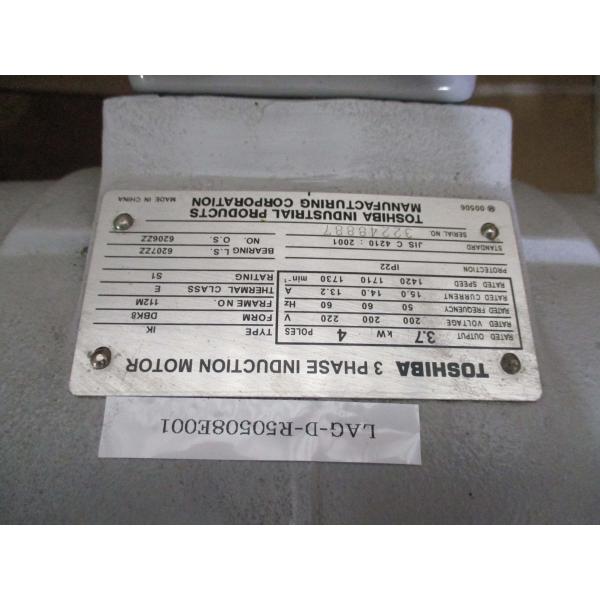 LAG-D-R50508E001
TOSHIBA 3 PHASE INDUCTION MOTOR
RATED OUTPUT 3.7 kW 4 POLES
RATED VOLTAGE 200 200 220 V
RATED FREQUENCY 50 60 60 Hz
RATED CURRENT 15.0 14.0 13.2 A
RATED SPEED 1420 1710 1730 min⁻¹
PROTECTION IP22
STANDARD JIS C 4210 : 2001
SERIAL NO. 32248887
TYPE IK
FORM DBK8
FRAME NO. 112M
THERMAL CLASS E
RATING S1
BEARING L.S. 6207ZZ
NO. O.S. 6206ZZ
TOSHIBA INDUSTRIAL PRODUCTS
MANUFACTURING CORPORATION
00506
MADE IN CHINA